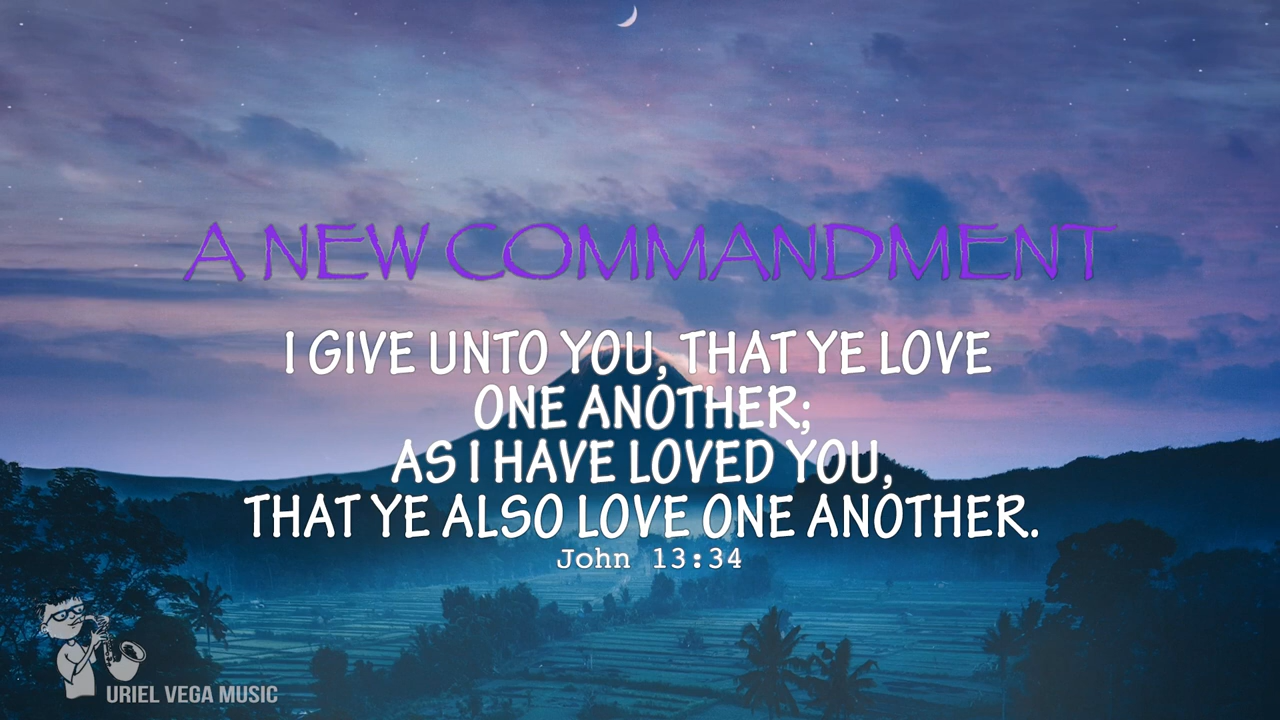 A NEW COMMANDMENT
I GIVE UNTO YOU, THAT YE LOVE
ONE ANOTHER;
AS I HAVE LOVED YOU,
THAT YE ALSO LOVE ONE ANOTHER.
John 13:34
URIEL VEGA MUSIC